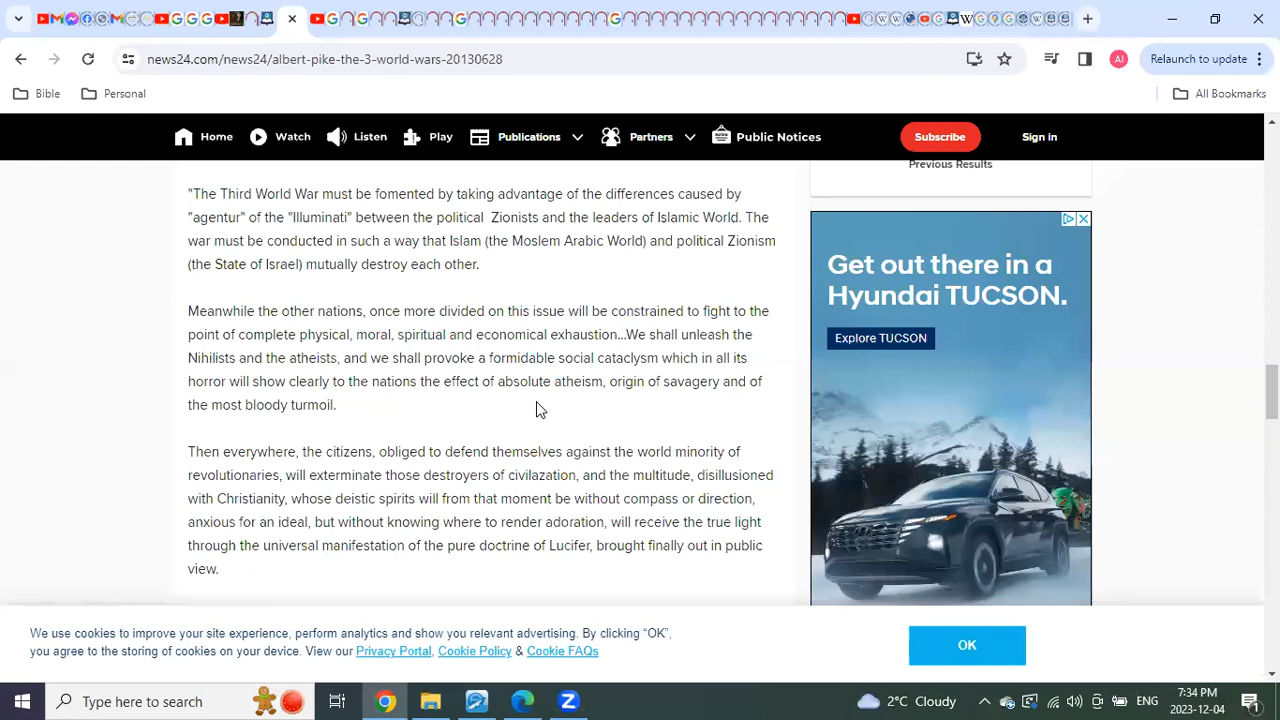 news24.com/news24/albert-pike-the-3-world-wars-20130628
AI
Relaunch to update
Bible
Personal
All Bookmarks
Home
Watch
Listen
Play
Publications
Partners
Public Notices
Subscribe
Sign in
Previous Results
"The Third World War must be fomented by taking advantage of the differences caused by
"agentur" of the "Illuminati" between the political Zionists and the leaders of Islamic World. The
war must be conducted in such a way that Islam (the Moslem Arabic World) and political Zionism
(the State of Israel) mutually destroy each other.
Meanwhile the other nations, once more divided on this issue will be constrained to fight to the
point of complete physical, moral, spiritual and economical exhaustion...We shall unleash the
Nihilists and the atheists, and we shall provoke a formidable social cataclysm which in all its
horror will show clearly to the nations the effect of absolute atheism, origin of savagery and of
the most bloody turmoil.
Then everywhere, the citizens, obliged to defend themselves against the world minority of
revolutionaries, will exterminate those destroyers of civilazation, and the multitude, disillusioned
with Christianity, whose deistic spirits will from that moment be without compass or direction,
anxious for an ideal, but without knowing where to render adoration, will receive the true light
through the universal manifestation of the pure doctrine of Lucifer, brought finally out in public
view.
Get out there in a
Hyundai TUCSON.
Explore TUCSON
We use cookies to improve your site experience, perform analytics and show you relevant advertising. By clicking "OK",
you agree to the storing of cookies on your device. View our Privacy Portal, Cookie Policy & Cookie FAQs
OK
Type here to search
2°C Cloudy
ENG
7:34 PM
2023-12-04
1